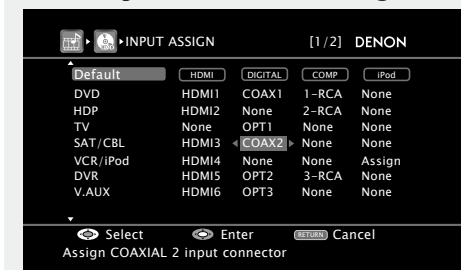 INPUT ASSIGN [1/2] DENON
Default HDMI DIGITAL COMP iPod
DVD HDMI1 COAX1 1-RCA None
HDP HDMI2 None 2-RCA None
TV None OPT1 None None
SAT/CBL HDMI3 COAX2 None None
VCR/iPod HDMI4 None None Assign
DVR HDMI5 OPT2 3-RCA None
V.AUX HDMI6 OPT3 None None
Select Enter RETURN Cancel
Assign COAXIAL 2 input connector